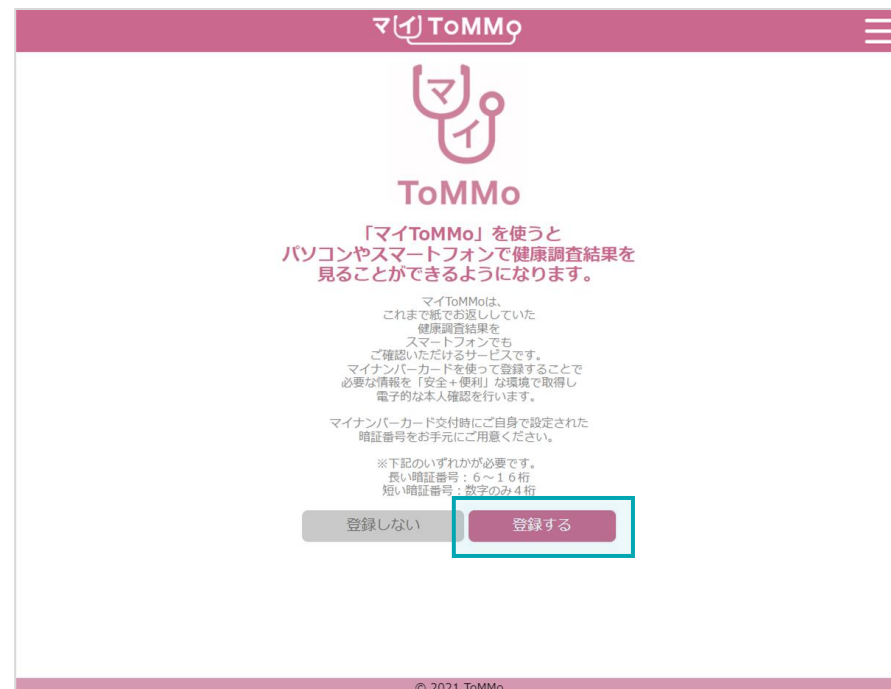 マイ ToMMo
マイ
ToMMo
「マイToMMo」を使うと
パソコンやスマートフォンで健康調査結果を
見ることができるようになります。
マイToMMoは、
これまで紙でお返ししていた
健康調査結果を
スマートフォンでも
ご確認いただけるサービスです。
マイナンバーカードを使って登録することで
必要な情報を「安全+便利」な環境で取得し
電子的な本人確認を行います。
マイナンバーカード交付時にご自身で設定された
暗証番号をお手元にご用意ください。
※下記のいずれかが必要です。
長い暗証番号：６～１６桁
短い暗証番号：数字のみ４桁
登録しない 登録する
© 2021 ToMMo